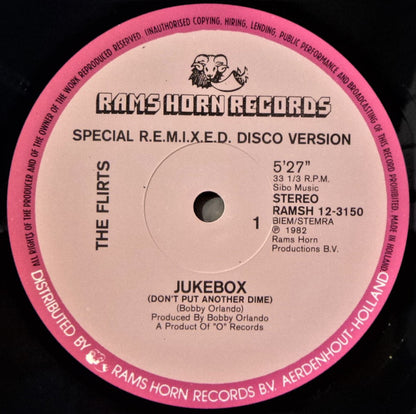 ALL RIGHTS OF THE PRODUCER AND OF THE OWNER OF THE WORK REPRODUCED RESERVED. UNAUTHORISED COPYING, HIRING, LENDING, PUBLIC PERFORMANCE AND BROADCASTING OF THIS RECORD PROHIBITED. MADE IN HOLLAND
RAMS HORN RECORDS
SPECIAL R.E.M.I.X.E.D. DISCO VERSION
THE FLIRTS
5'27"
33 1/3 R.P.M.
Sibo Music
STEREO
RAMSH 12-3150
BIEM/STEMRA
℗ 1982
Rams Horn
Productions B.V.
1
JUKEBOX
(DON'T PUT ANOTHER DIME)
(Bobby Orlando)
Produced By Bobby Orlando
A Product Of "O" Records
DISTRIBUTED BY RAMS HORN RECORDS B.V. AERDENHOUT-HOLLAND